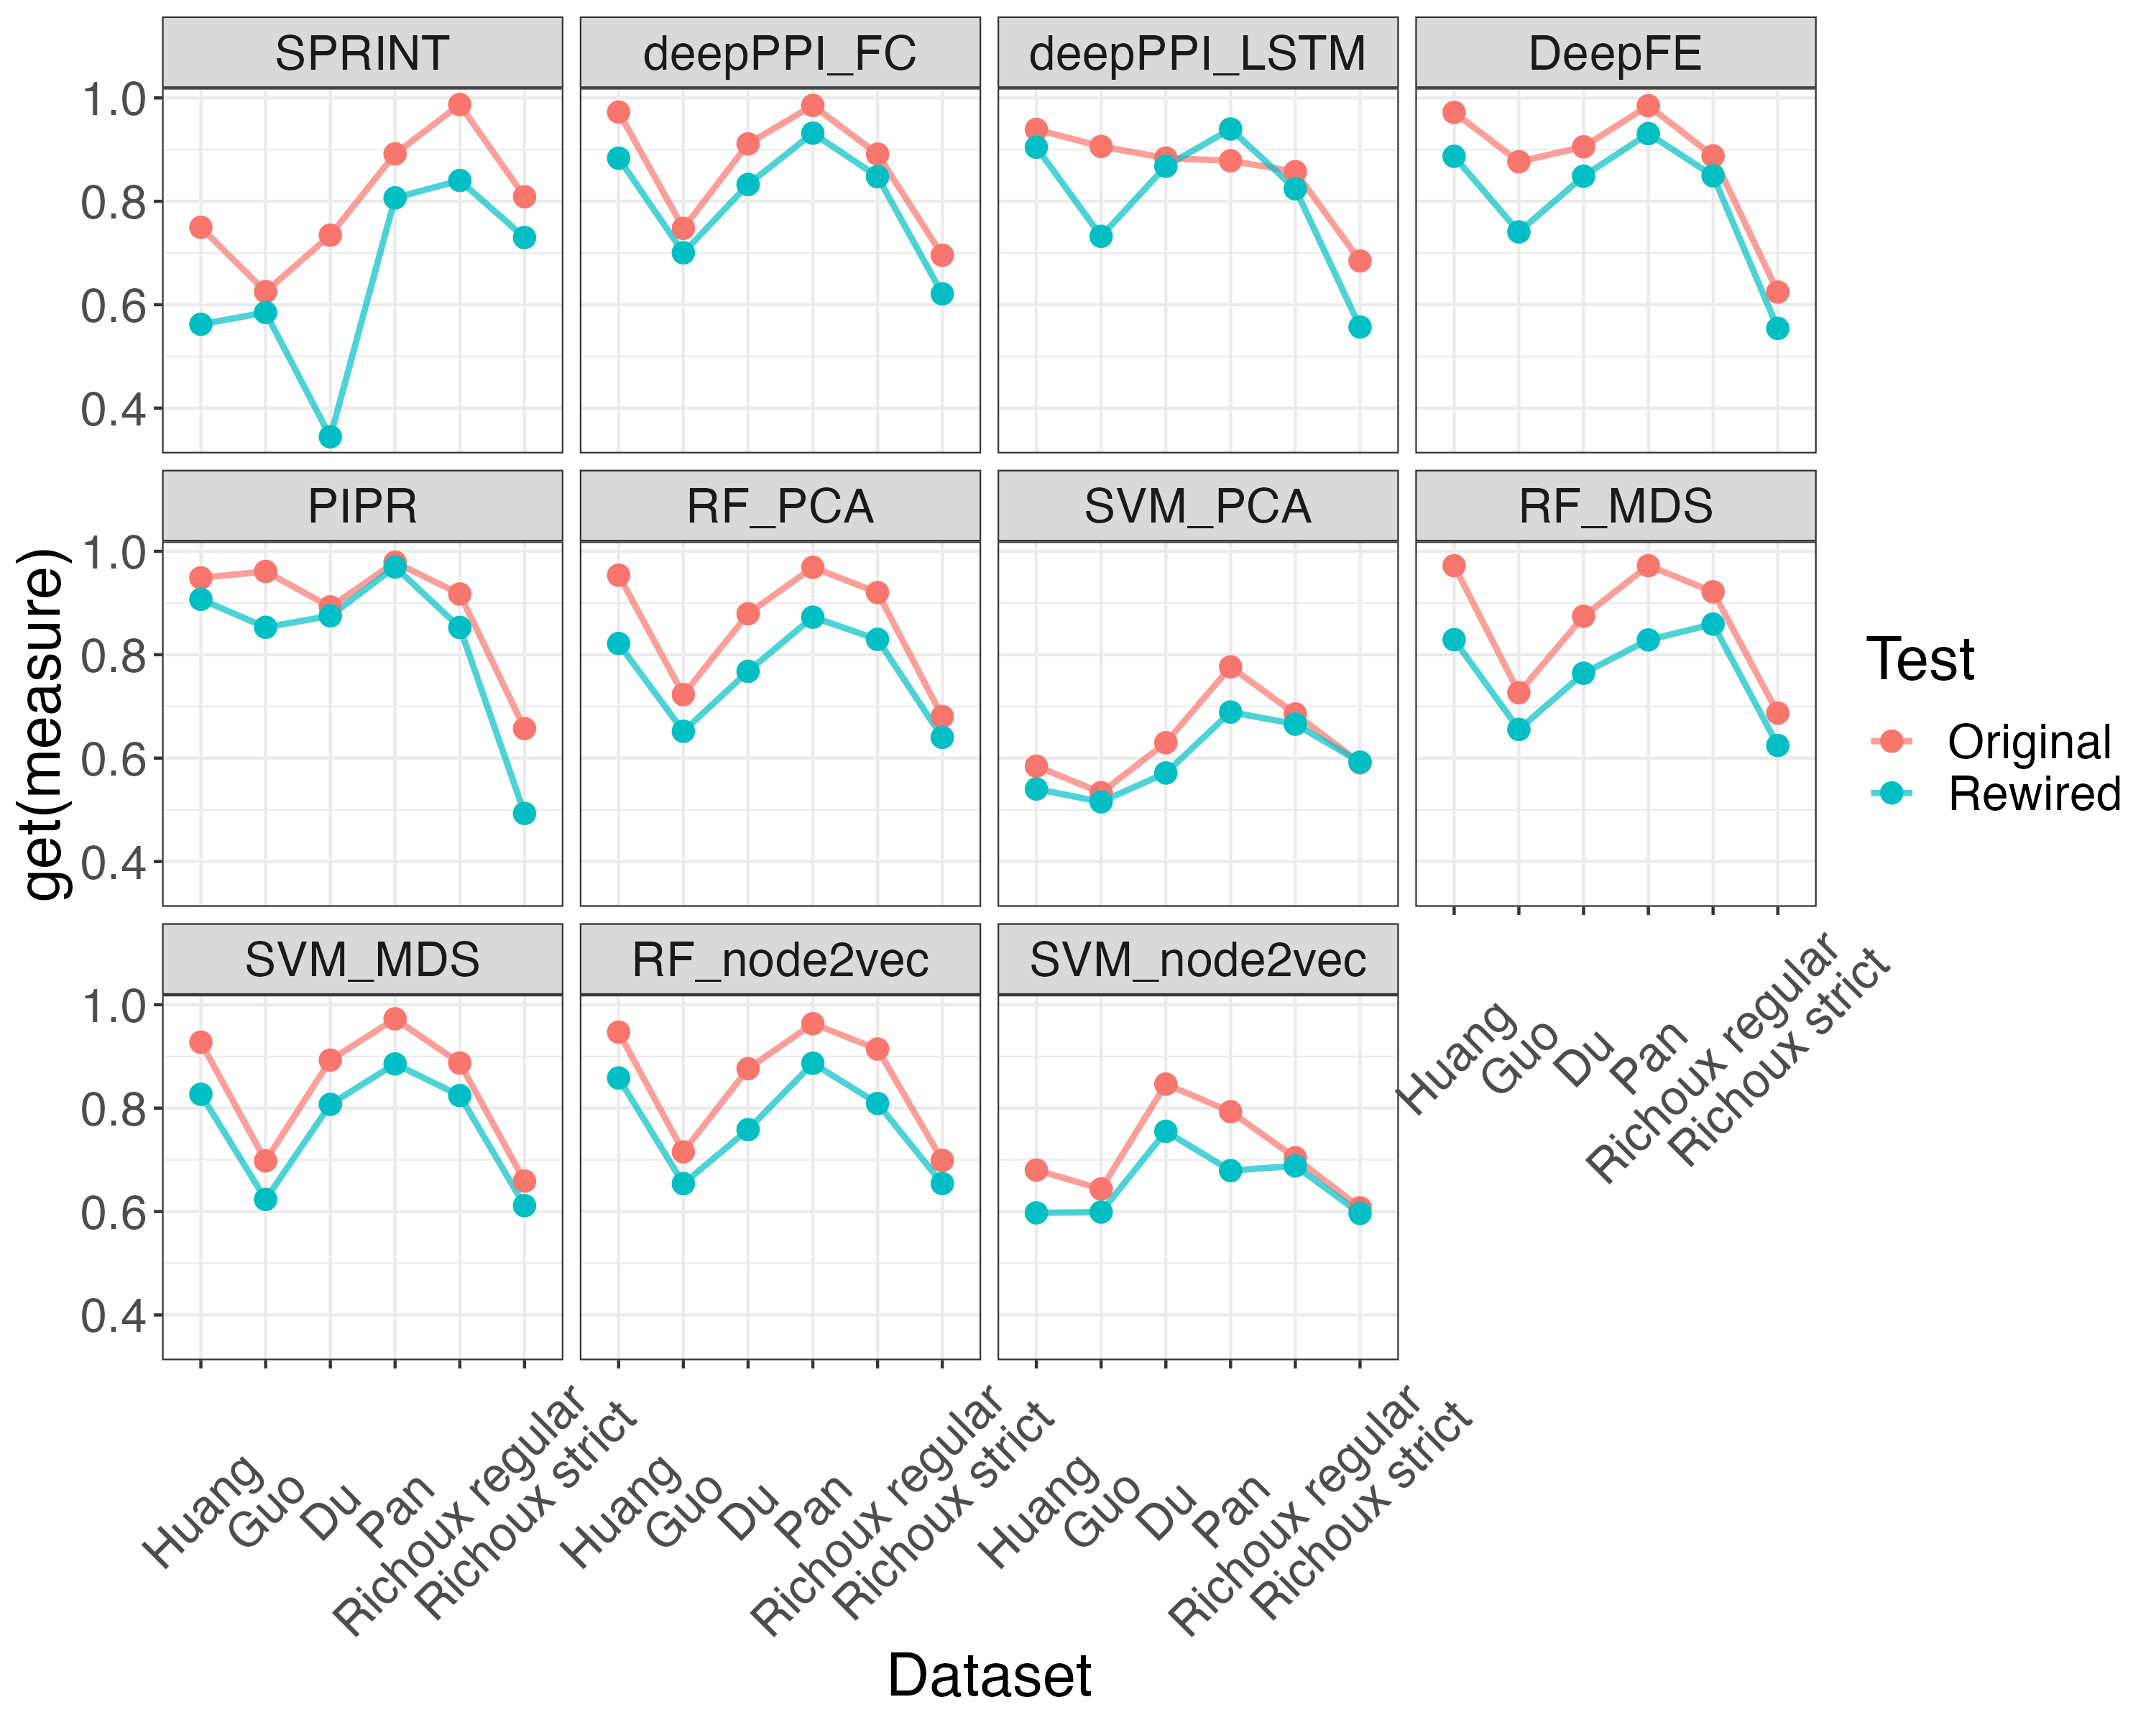 SPRINT
deepPPI_FC
deepPPI_LSTM
DeepFE
1.0
0.8
0.6
0.4
PIPR
RF_PCA
SVM_PCA
RF_MDS
1.0
0.8
0.6
0.4
get(measure)
Test
Original
Rewired
Huang
Guo
Du
Pan
Richoux regular
Richoux strict
SVM_MDS
RF_node2vec
SVM_node2vec
1.0
0.8
0.6
0.4
Huang
Guo
Du
Pan
Richoux regular
Richoux strict
Huang
Guo
Du
Pan
Richoux regular
Richoux strict
Huang
Guo
Du
Pan
Richoux regular
Richoux strict
Dataset